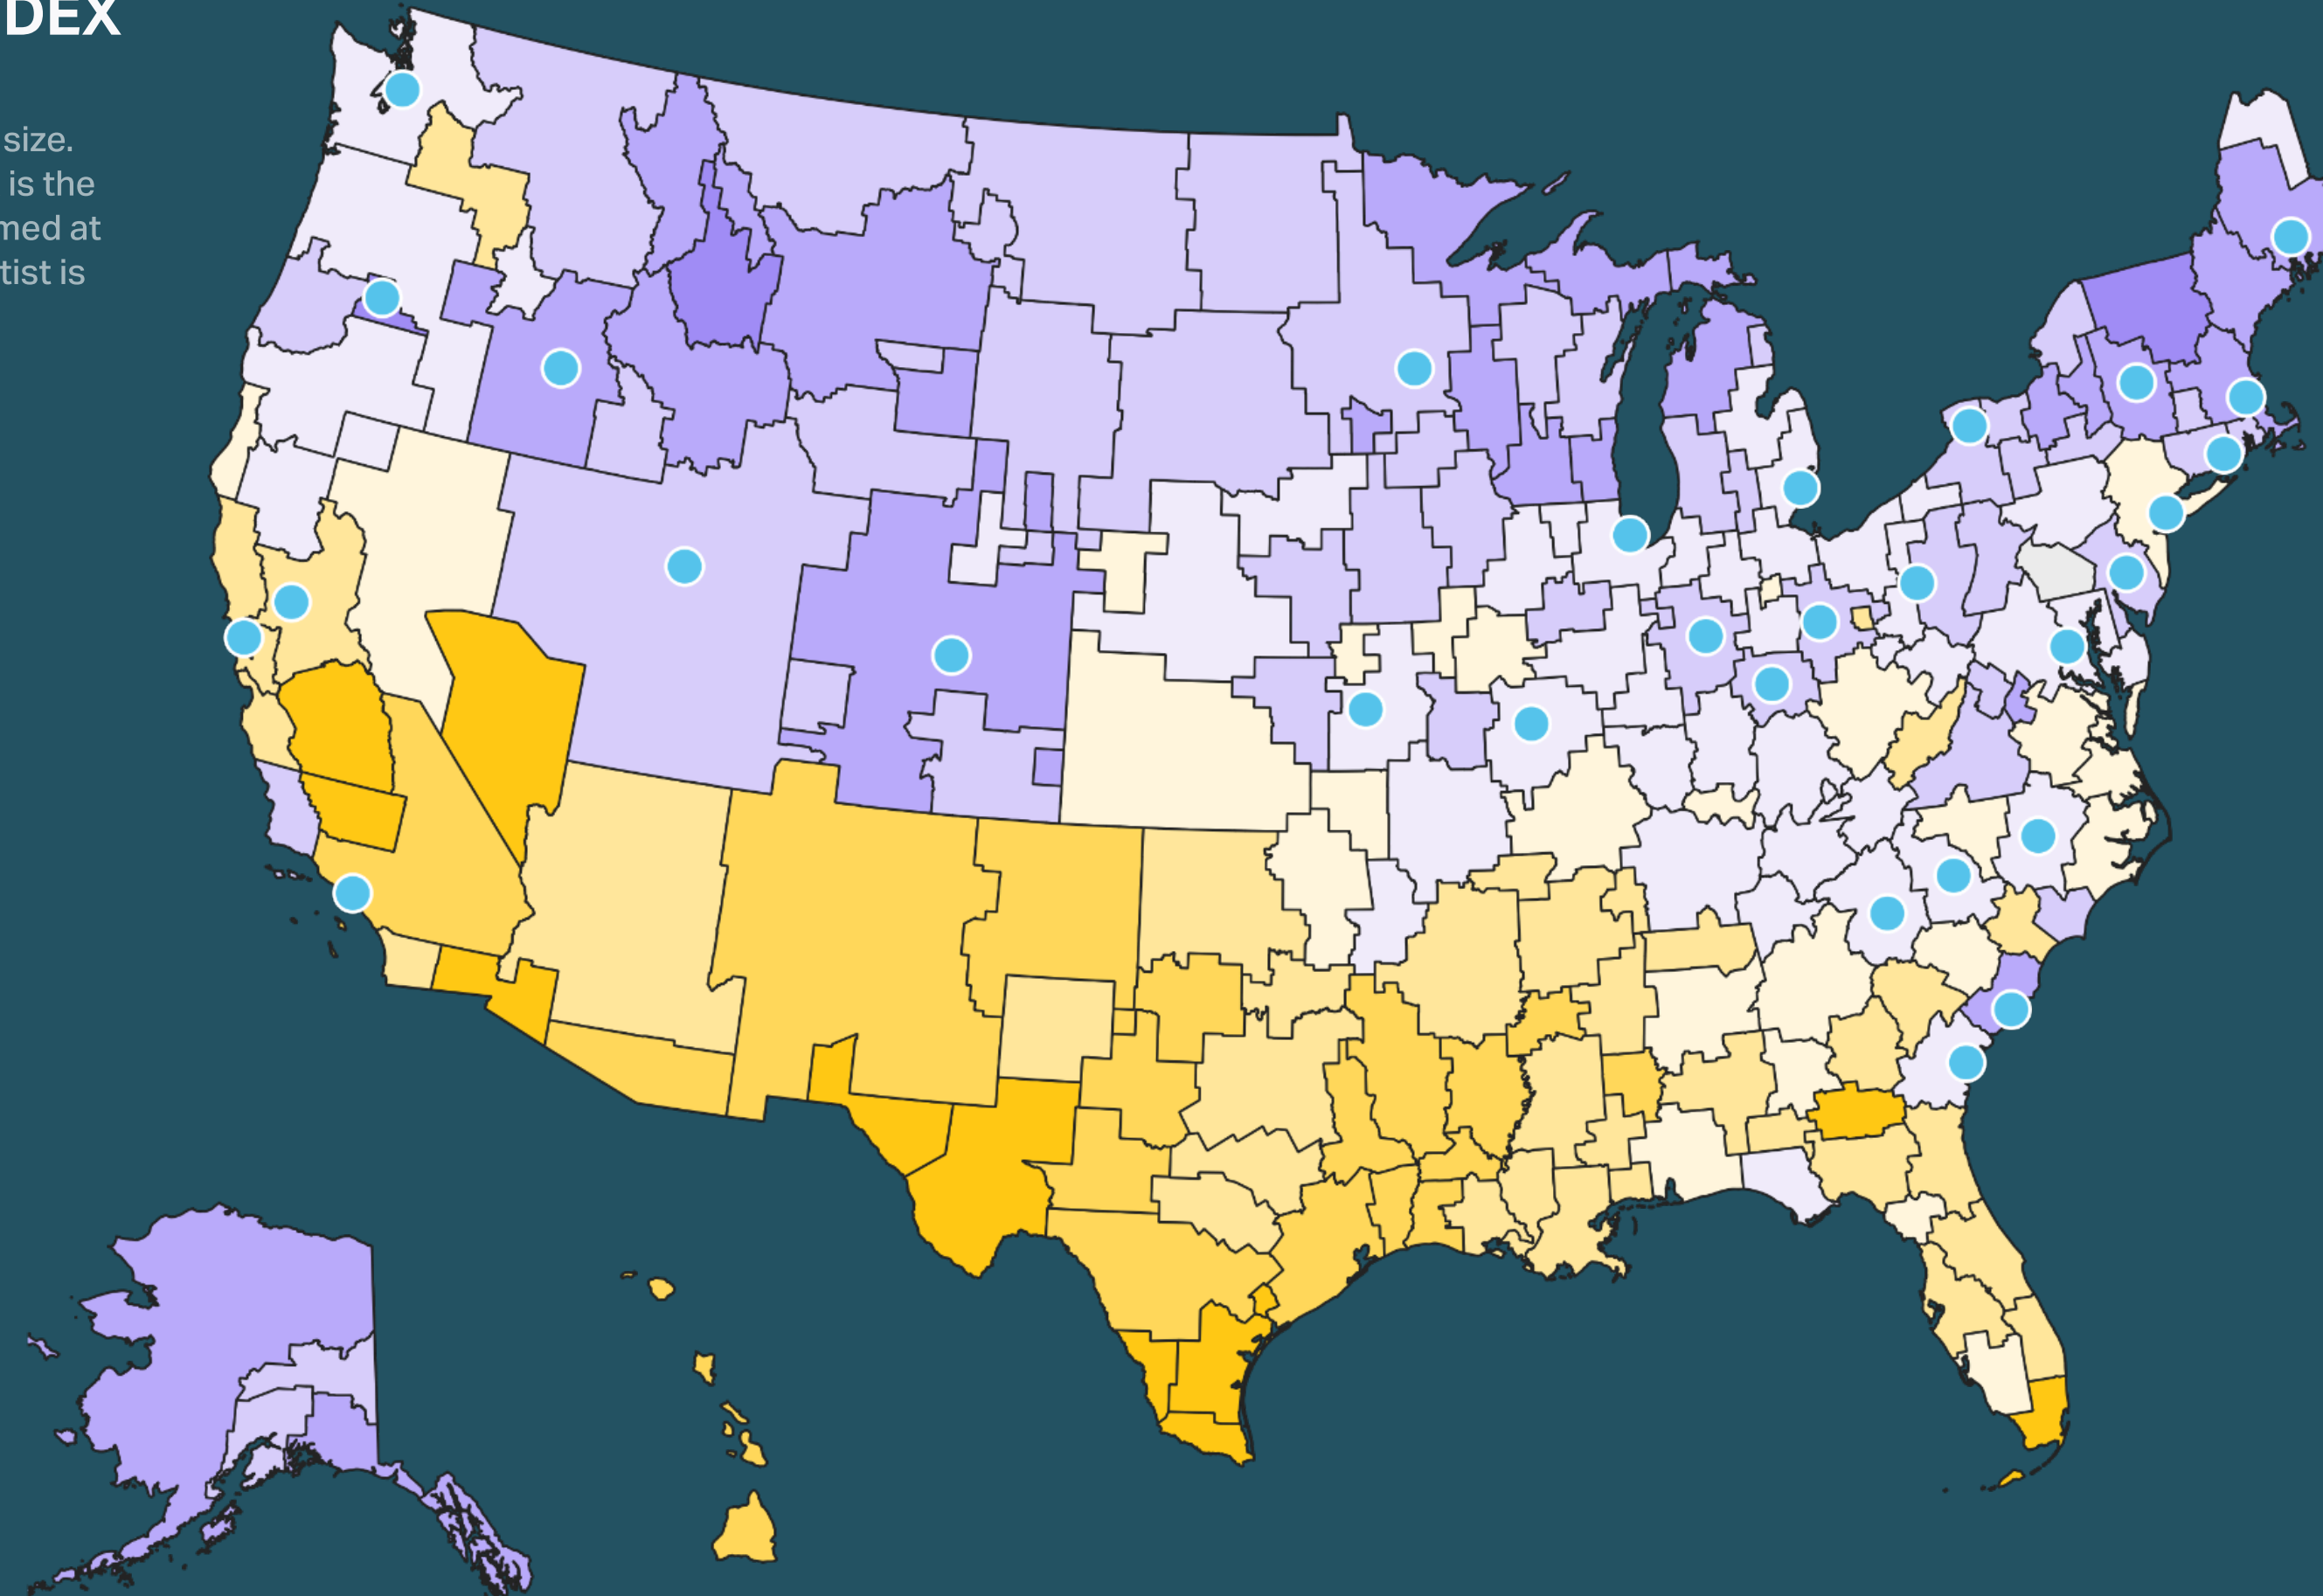 DEX
size.
is the
med at
tist is